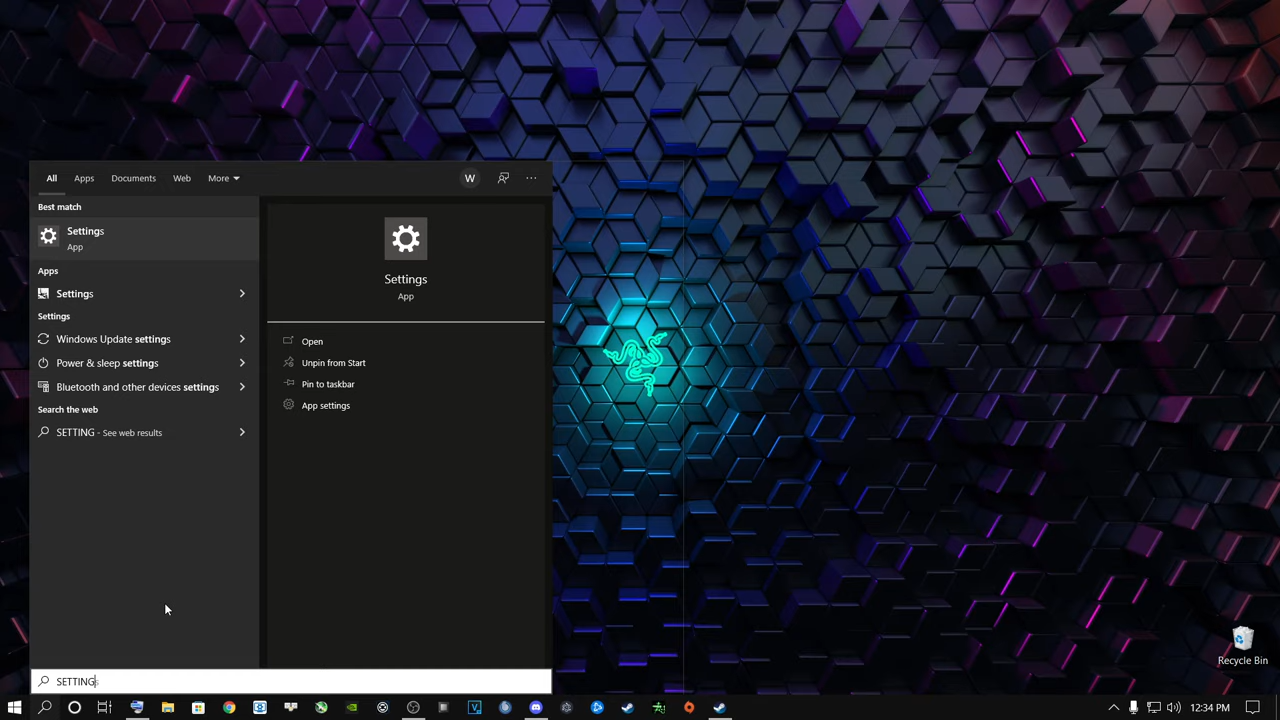 All Apps Documents Web More W ...
Best match
Settings
App
Apps
Settings
Settings
Windows Update settings
Power & sleep settings
Bluetooth and other devices settings
Search the web
SETTING - See web results
Settings
App
Open
Unpin from Start
Pin to taskbar
App settings
SETTINGs
Recycle Bin
12:34 PM